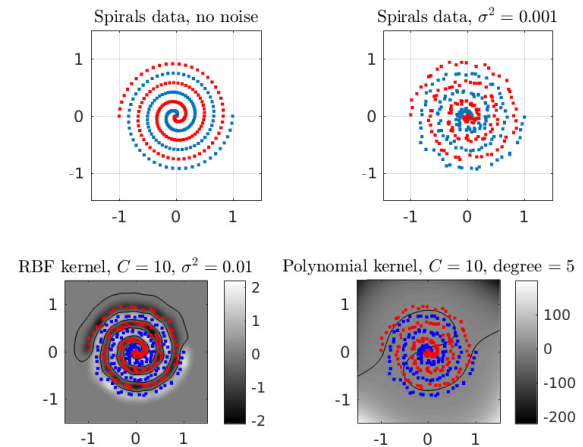 Spirals data, no noise
1
0
-1
-1 0 1
Spirals data, σ² = 0.001
1
0
-1
-1 0 1
RBF kernel, C = 10, σ² = 0.01
1
0
-1
-1 0 1
2
1
0
-1
-2
Polynomial kernel, C = 10, degree = 5
1
0
-1
-1 0 1
100
0
-100
-200